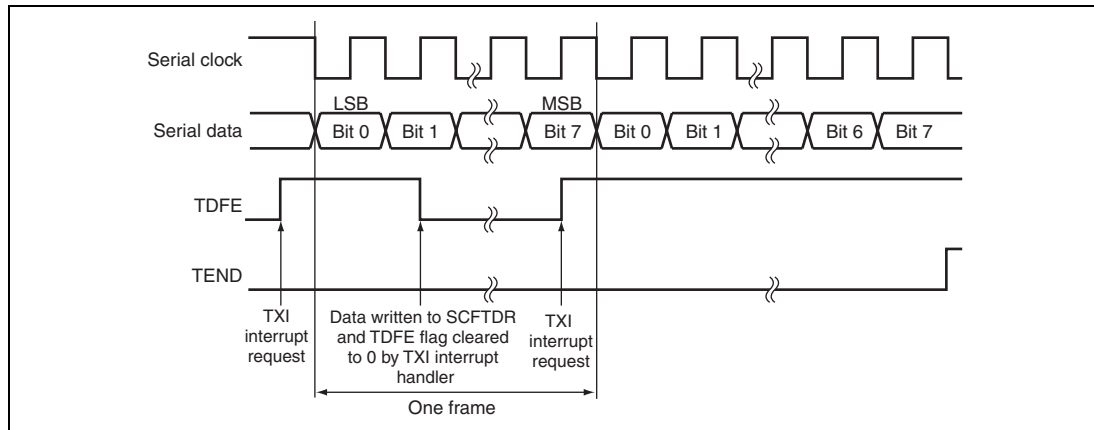 Serial clock
LSB MSB
Serial data Bit 0 Bit 1 Bit 7 Bit 0 Bit 1 Bit 6 Bit 7
TDFE
TEND
TXI
interrupt
request
Data written to SCFTDR
and TDFE flag cleared
to 0 by TXI interrupt
handler
TXI
interrupt
request
One frame